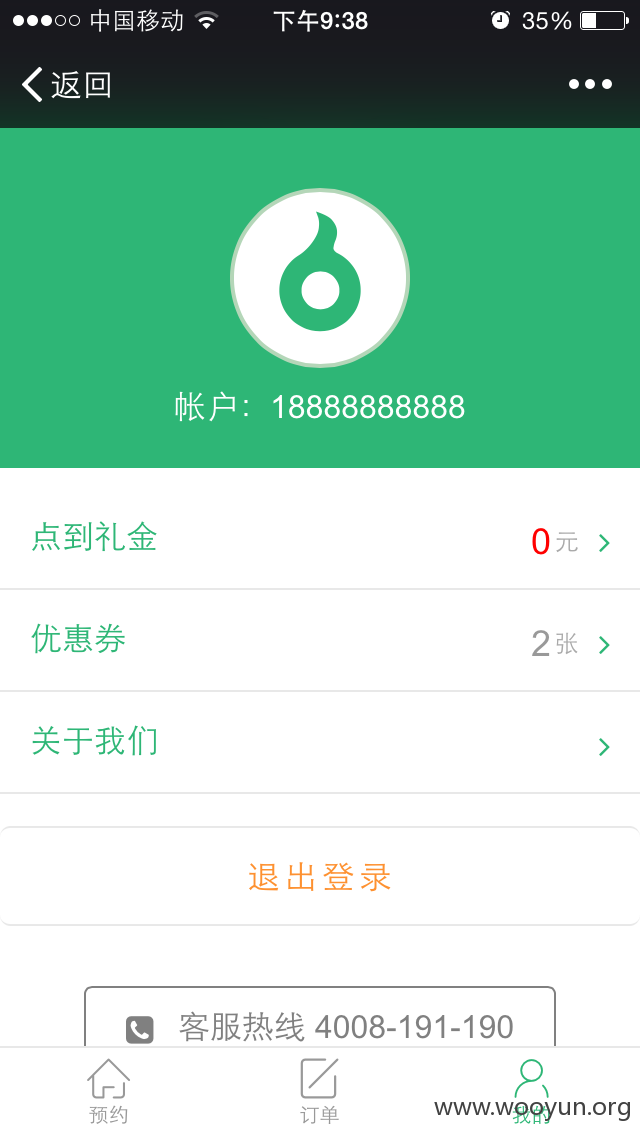 中国移动 下午9:38 35%
返回
帐户：18888888888
点到礼金 0元
优惠券 2张
关于我们
退出登录
客服热线 4008-191-190
预约 订单 我的
www.wooyun.org